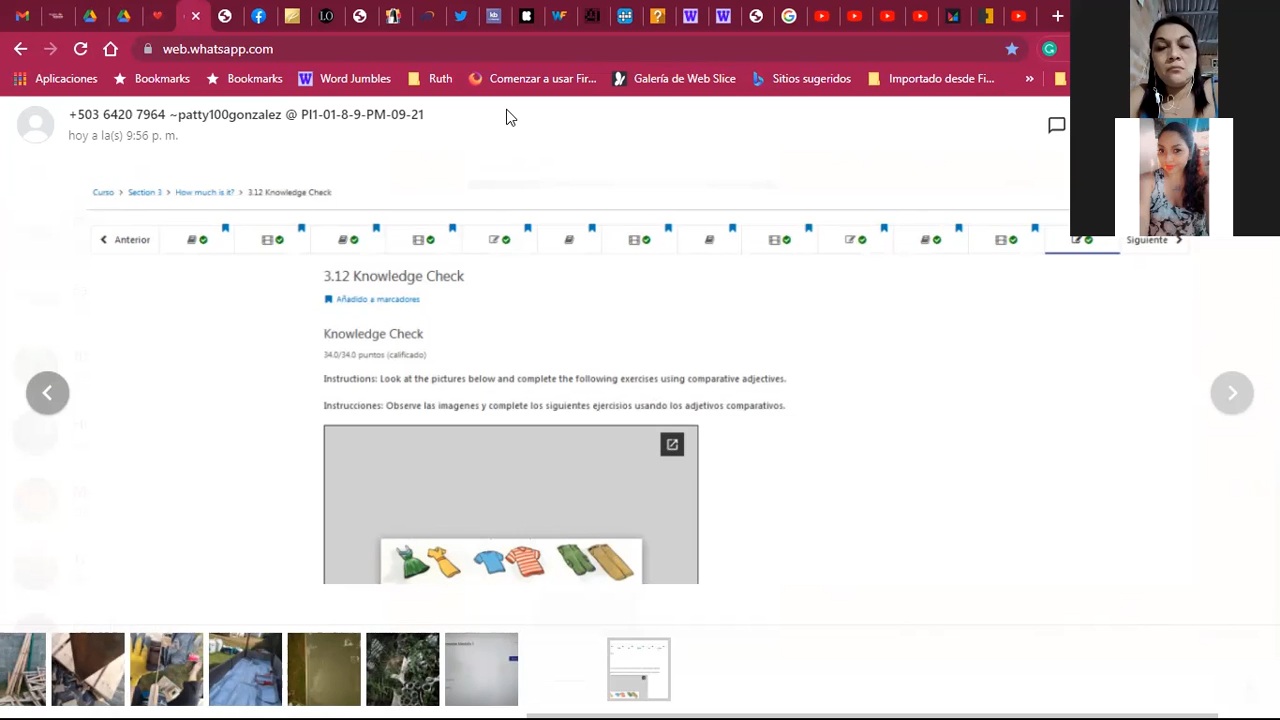 web.whatsapp.com
Aplicaciones Bookmarks Bookmarks Word Jumbles Ruth Comenzar a usar Fir... Galería de Web Slice Sitios sugeridos Importado desde Fi... »
+503 6420 7964 ~patty100gonzalez @ PI1-01-8-9-PM-09-21
hoy a la(s) 9:56 p. m.
Curso > Section 3 > How much is it? > 3.12 Knowledge Check
Anterior
Siguiente
3.12 Knowledge Check
Añadido a marcadores
Knowledge Check
34.0/34.0 puntos (calificado)
Instructions: Look at the pictures below and complete the following exercises using comparative adjectives.
Instrucciones: Observe las imagenes y complete los siguientes ejercisios usando los adjetivos comparativos.